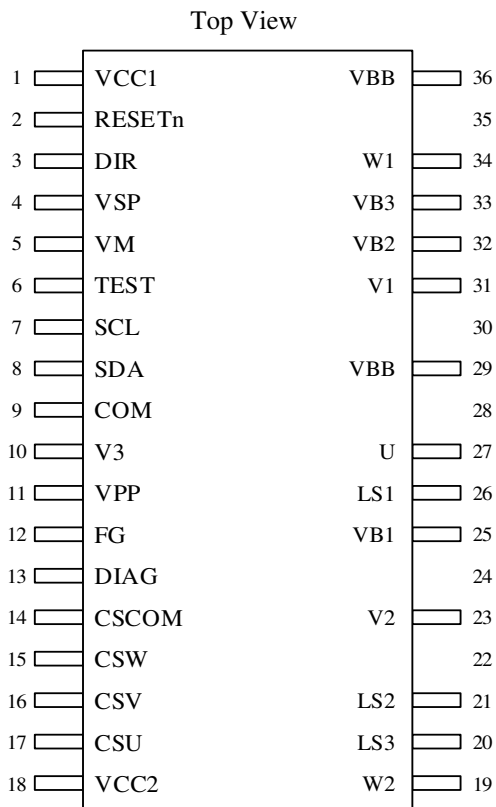 Top View
1 VCC1 VBB 36
2 RESETn 35
3 DIR W1 34
4 VSP VB3 33
5 VM VB2 32
6 TEST V1 31
7 SCL 30
8 SDA VBB 29
9 COM 28
10 V3 U 27
11 VPP LS1 26
12 FG VB1 25
13 DIAG 24
14 CSCOM V2 23
15 CSW 22
16 CSV LS2 21
17 CSU LS3 20
18 VCC2 W2 19